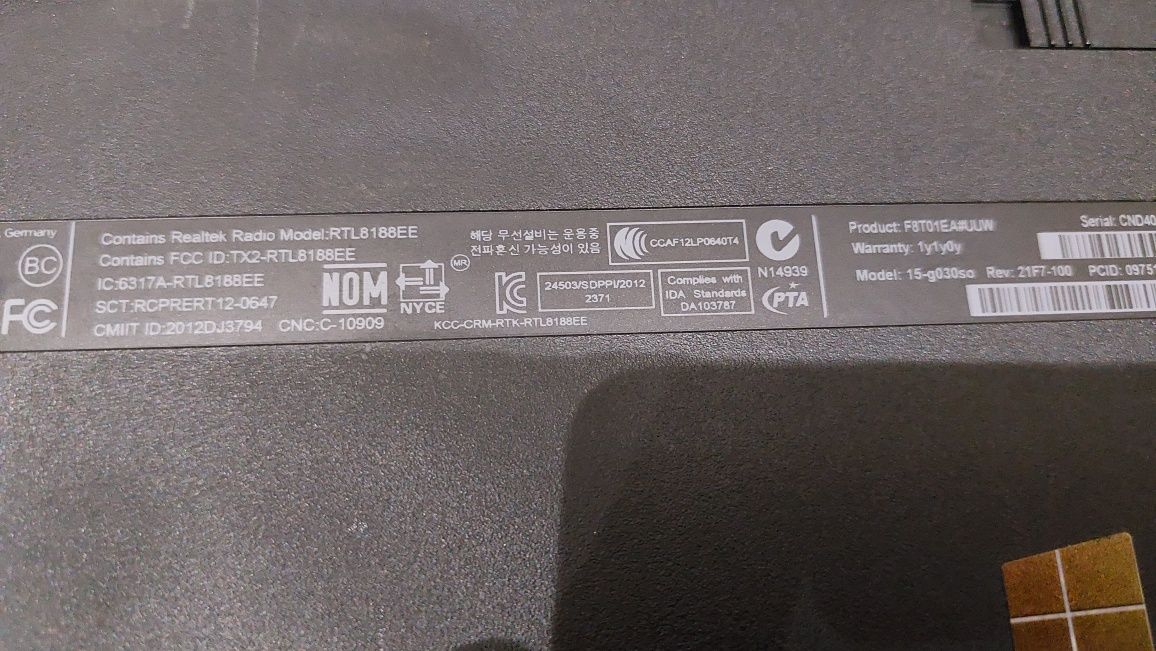 Germany
BC
FC
Contains Realtek Radio Model:RTL8188EE
Contains FCC ID:TX2-RTL8188EE
IC:6317A-RTL8188EE
SCT:RCPRERT12-0647
CMIIT ID:2012DJ3794 CNC:C-10909
NOM
NYCE
MR
해당 무선설비는 운용중
전파혼신 가능성이 있음
KCC-CRM-RTK-RTL8188EE
24503/SDPPI/2012
2371
CCAF12LP0640T4
Complies with
IDA Standards
DA103787
N14939
PTA
Product: F8T01EA#UUW
Warranty: 1y1y0y
Model: 15-g030so Rev: 21F7-100 PCID: 09751
Serial: CND40